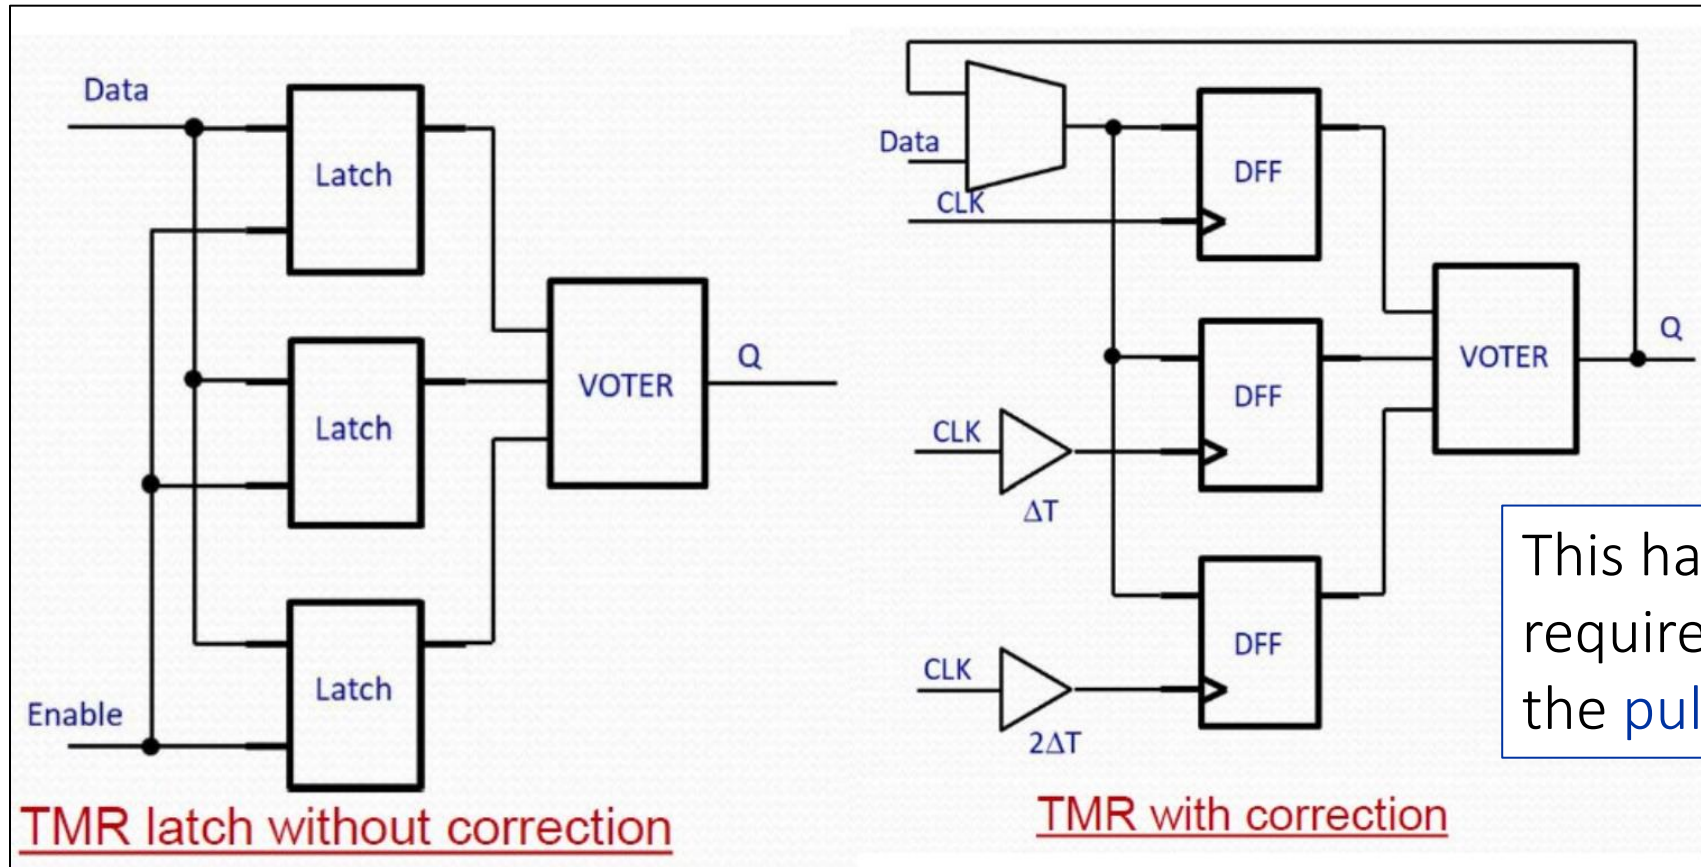 Data
Latch
Latch
VOTER
Q
Latch
Enable
TMR latch without correction
Data
CLK
DFF
CLK
ΔT
DFF
VOTER
Q
CLK
2ΔT
DFF
TMR with correction
This ha
require
the pul